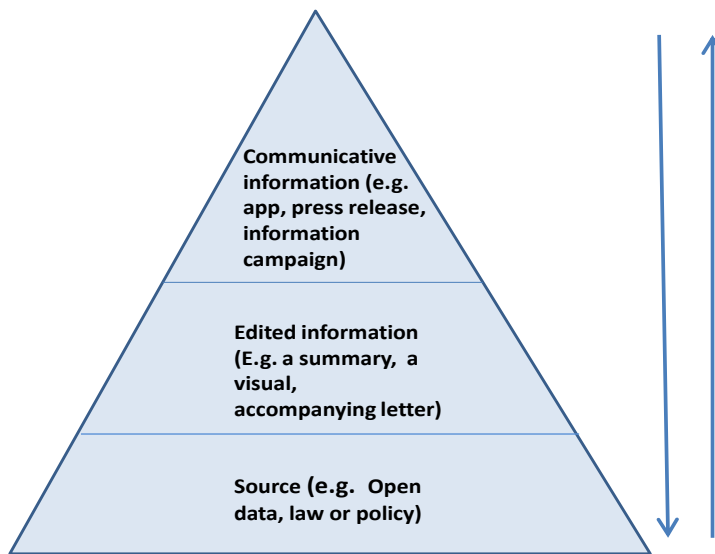 Communicative
information (e.g.
app, press release,
information
campaign)
Edited information
(E.g. a summary, a
visual,
accompanying letter)
Source (e.g. Open
data, law or policy)